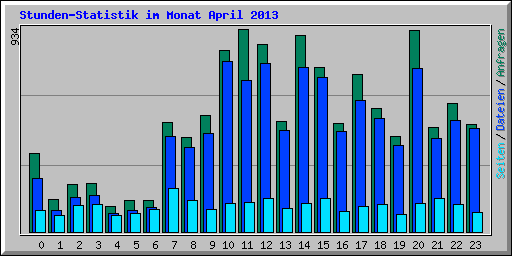 Stunden-Statistik im Monat April 2013
934
Seiten / Dateien / Anfragen
0 1 2 3 4 5 6 7 8 9 10 11 12 13 14 15 16 17 18 19 20 21 22 23